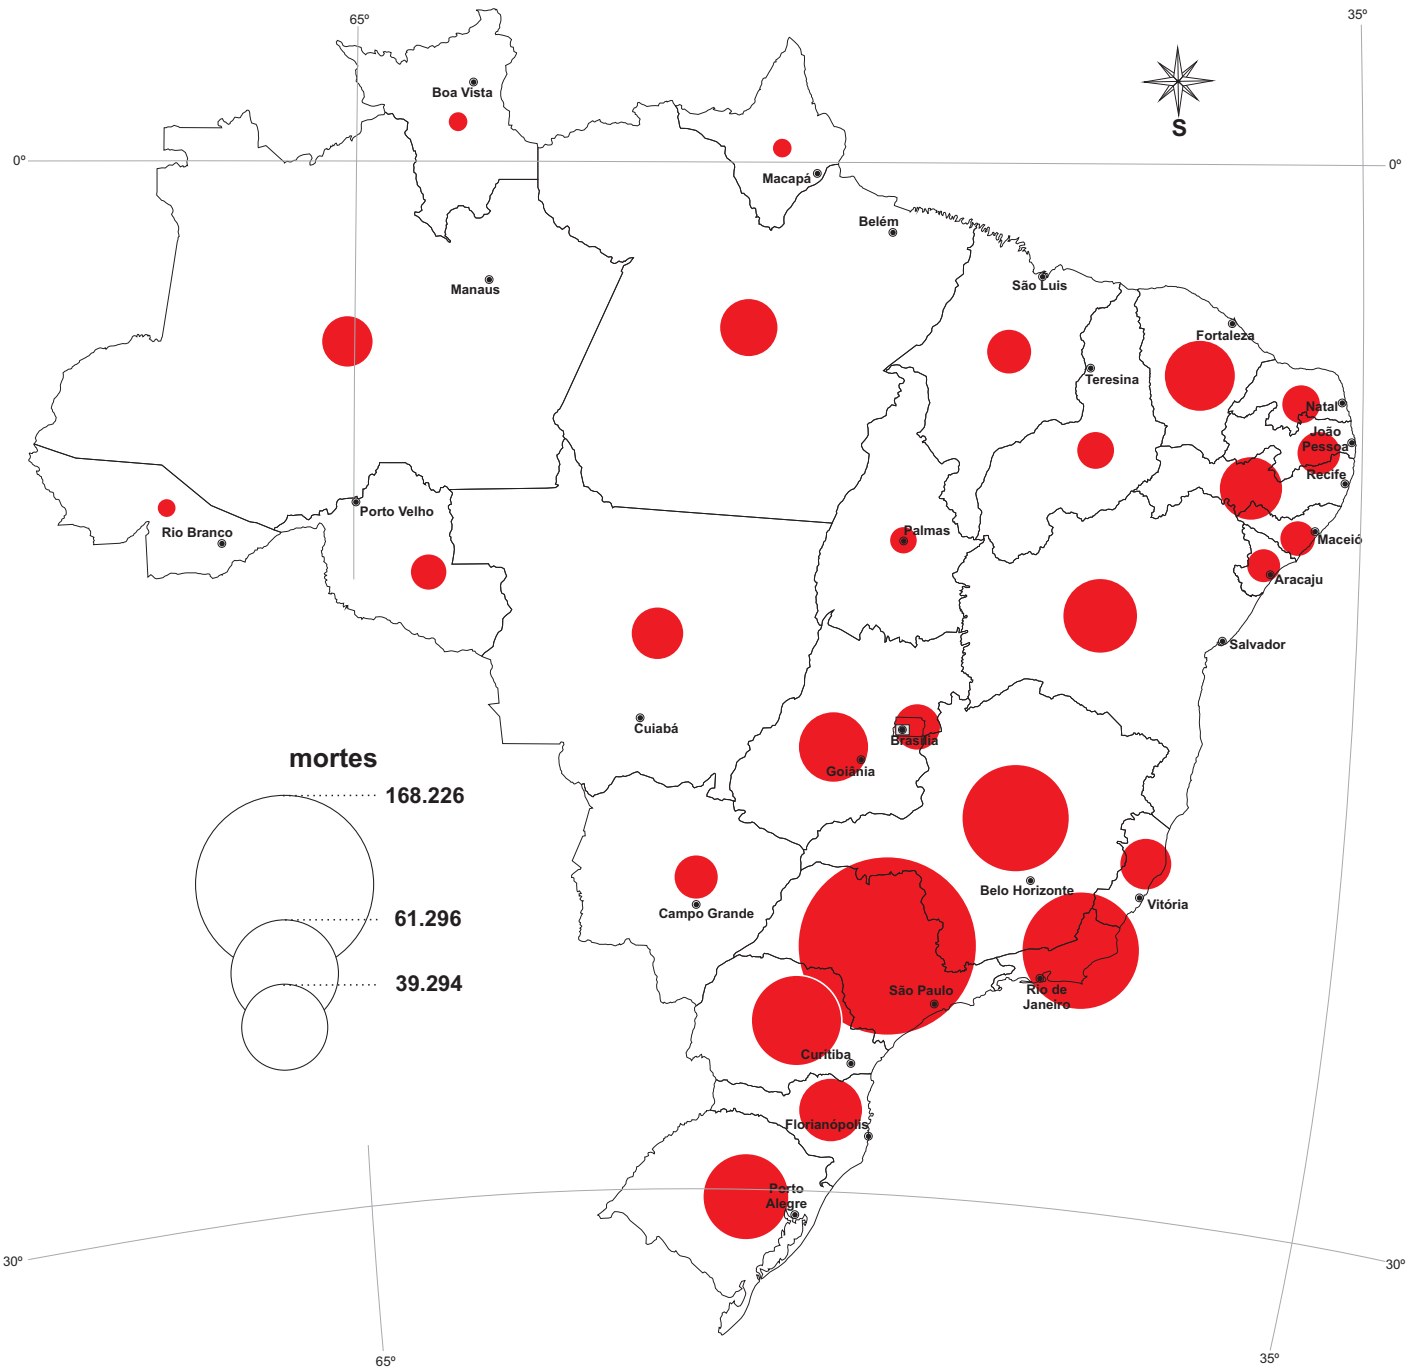 65º
35º
Boa Vista
S
0º
0º
Macapá
Belém
Manaus
São Luis
Fortaleza
Teresina
Natal
João
Pessoa
Recife
Porto Velho
Rio Branco
Palmas
Maceió
Aracaju
Salvador
Cuiabá
Brasília
Goiânia
mortes
168.226
61.296
39.294
Belo Horizonte
Vitória
Campo Grande
São Paulo
Rio de
Janeiro
Curitiba
Florianópolis
Porto
Alegre
30º
30º
65º
35º